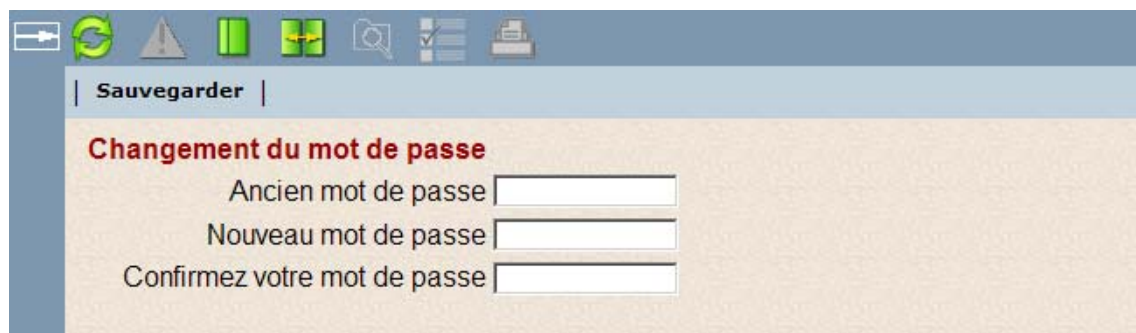 | Sauvegarder |
Changement du mot de passe
Ancien mot de passe
Nouveau mot de passe
Confirmez votre mot de passe